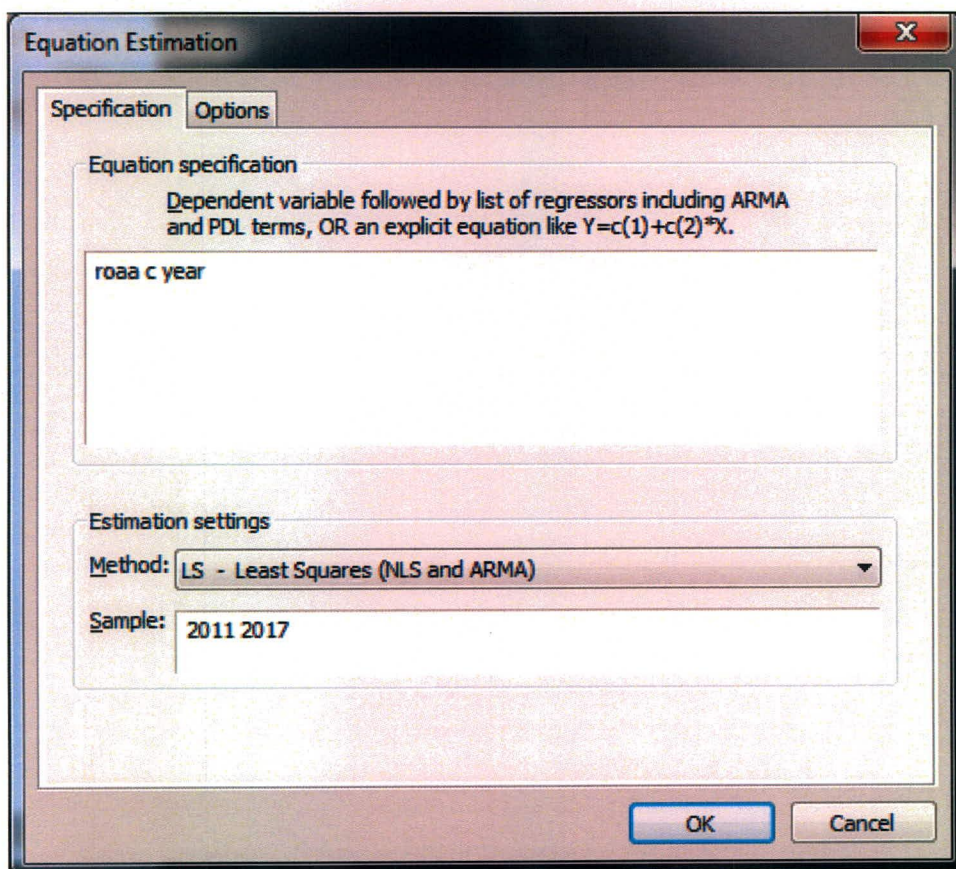 Equation Estimation
Specification
Options
Equation specification
Dependent variable followed by list of regressors including ARMA
and PDL terms, OR an explicit equation like Y=c(1)+c(2)*X.
roaa c year
Estimation settings
Method: LS - Least Squares (NLS and ARMA)
Sample: 2011 2017
OK
Cancel